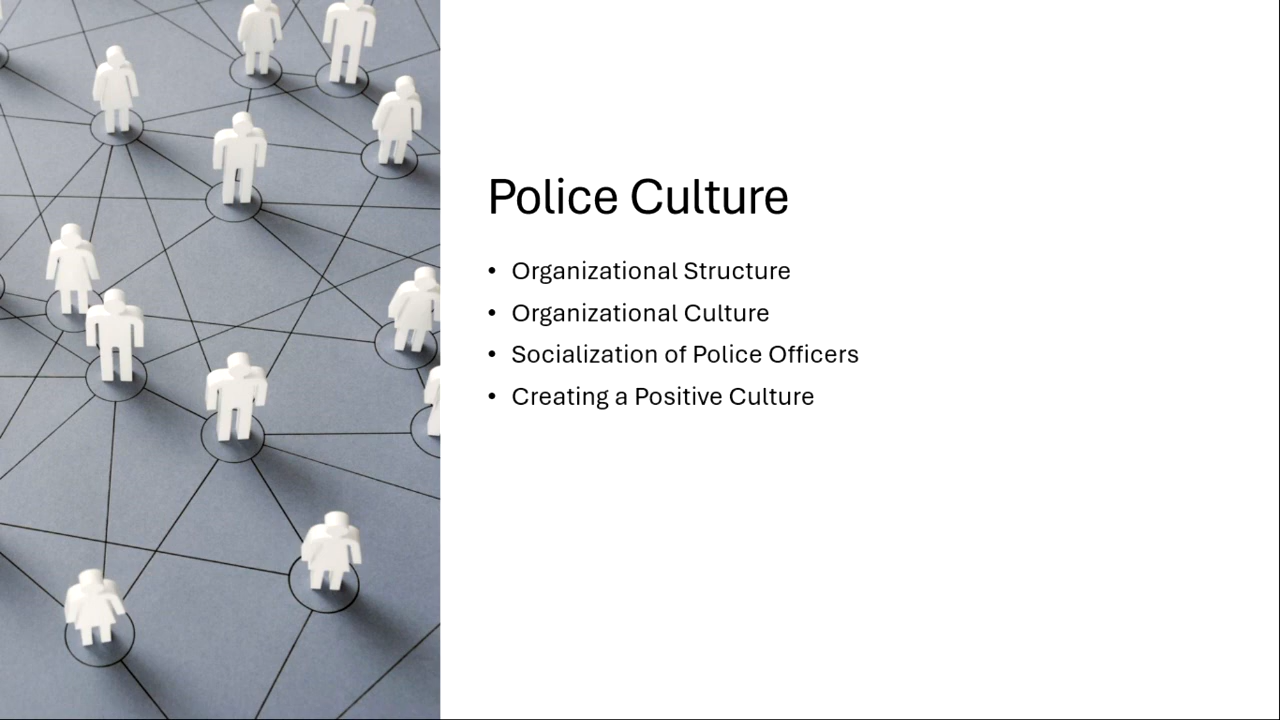 Police Culture
• Organizational Structure
• Organizational Culture
• Socialization of Police Officers
• Creating a Positive Culture